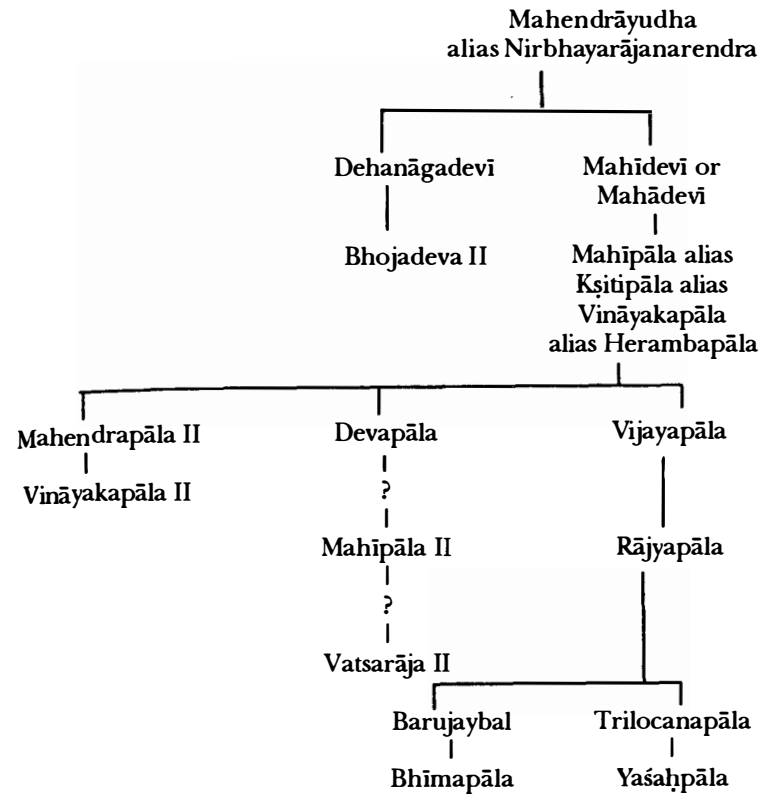 Mahendrāyudha
alias Nirbhayarājanarendra
Dehanāgadevī
Mahīdevī or
Mahādevī
Bhojadeva II
Mahīpāla alias
Kṣitipāla alias
Vināyakapāla
alias Herambapāla
Mahendrapāla II
Devapāla
Vijayapāla
Vināyakapāla II
?
Mahīpāla II
Rājyapāla
?
Vatsarāja II
Barujaybal
Trilocanapāla
Bhīmapāla
Yaśaḥpāla